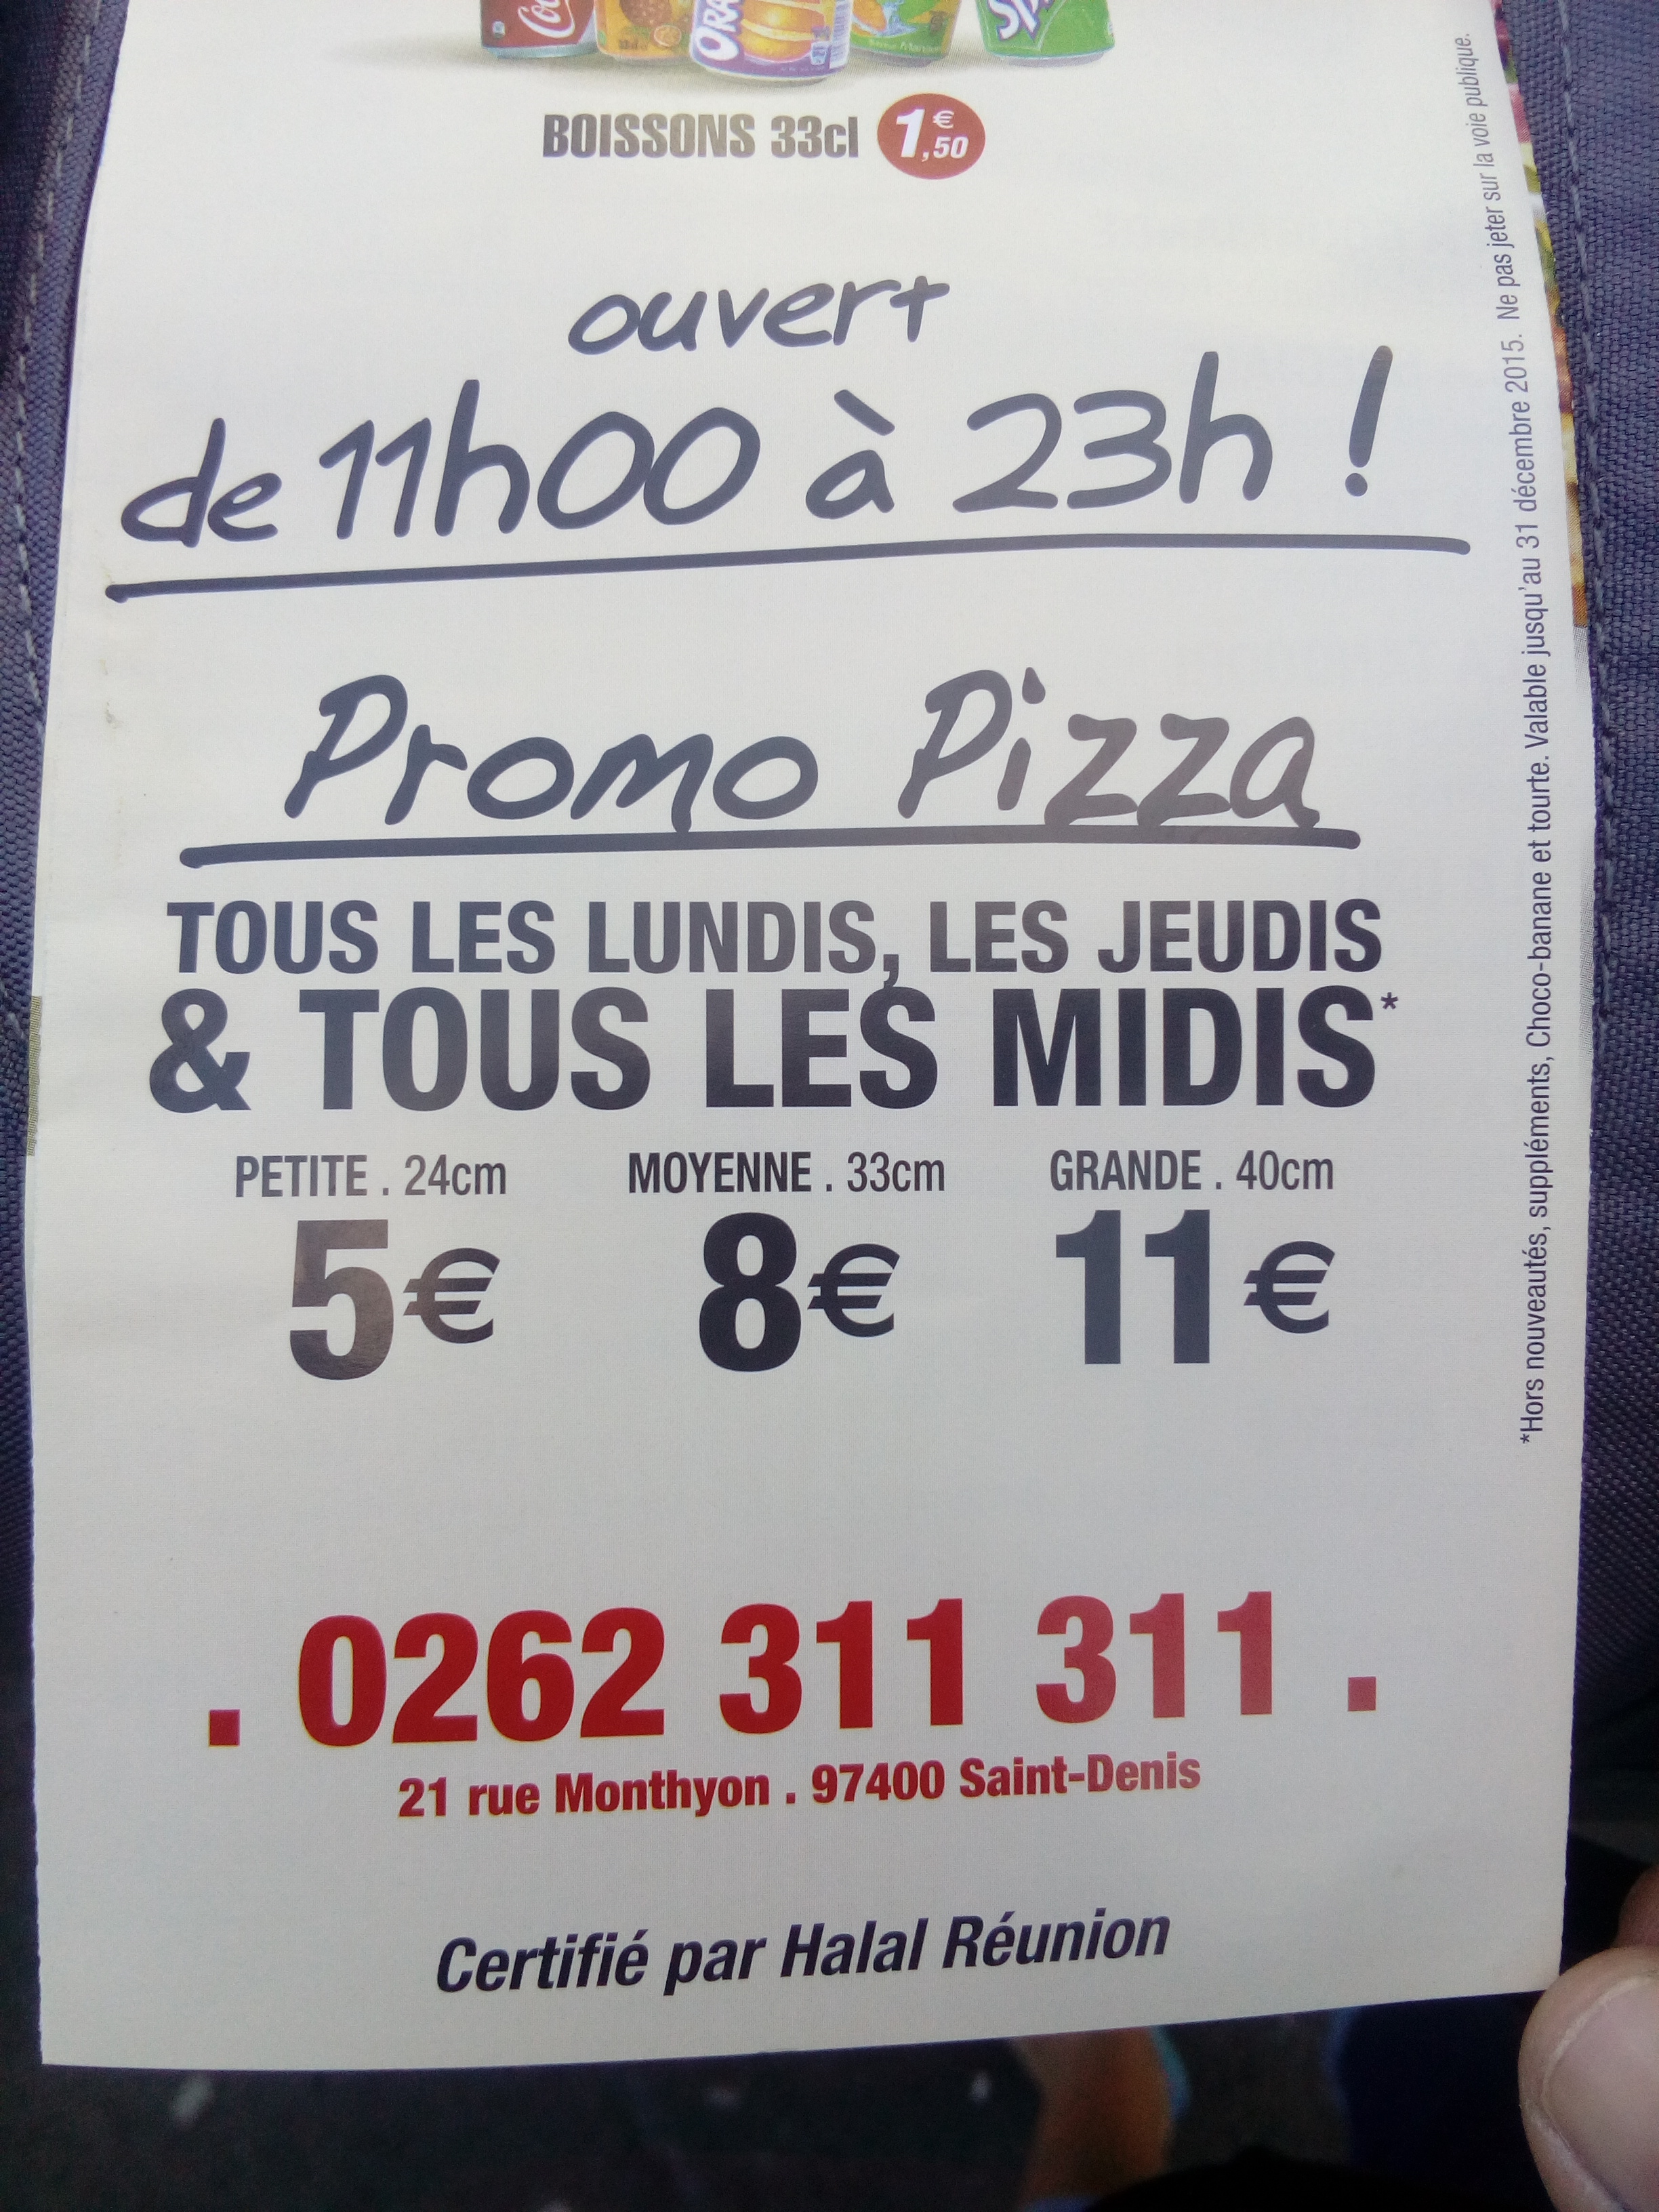 Coc
ORA
BOISSONS 33cl 1€,50
ouvert
de 11h00 à 23h !
Promo Pizza
TOUS LES LUNDIS, LES JEUDIS
& TOUS LES MIDIS*
PETITE . 24cm MOYENNE . 33cm GRANDE . 40cm
5€ 8€ 11€
. 0262 311 311 .
21 rue Monthyon . 97400 Saint-Denis
Certifié par Halal Réunion
*Hors nouveautés, suppléments, Choco-banane et tourte. Valable jusqu'au 31 décembre 2015. Ne pas jeter sur la voie publique.